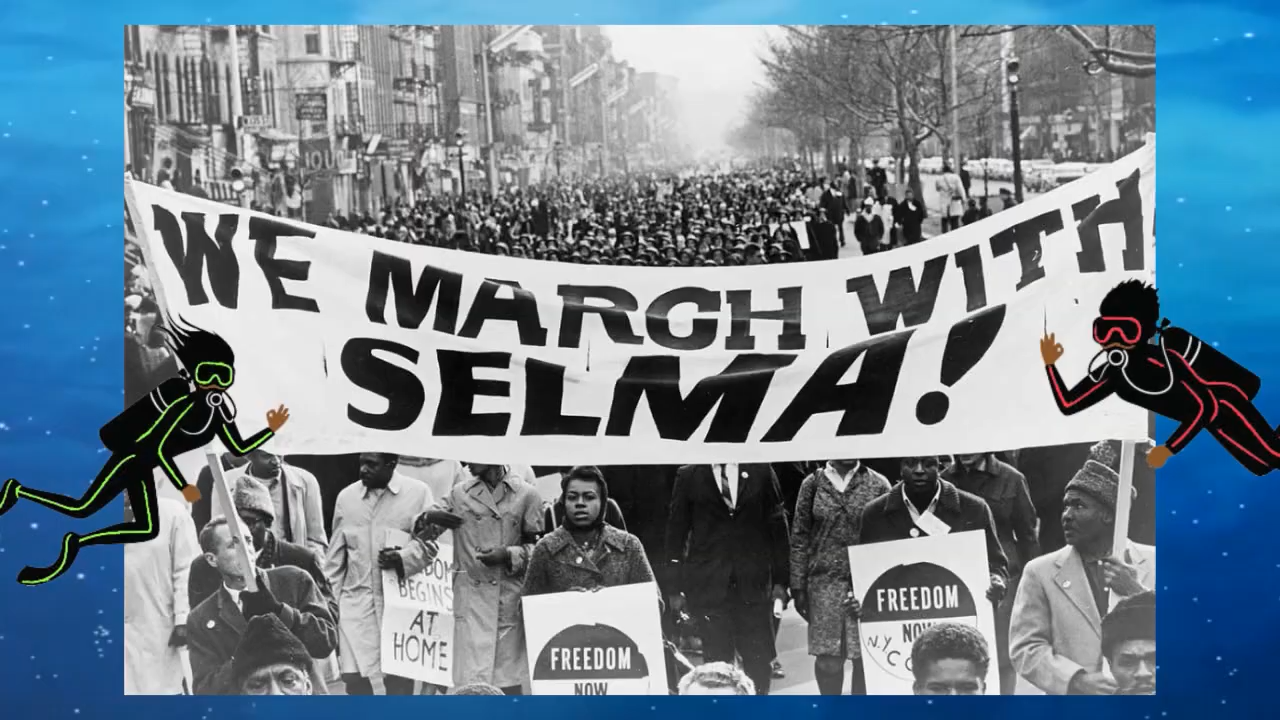 WE MARCH WITH
SELMA!
BEGINS
AT
HOME
FREEDOM
NOW
FREEDOM
NOW
N.Y.